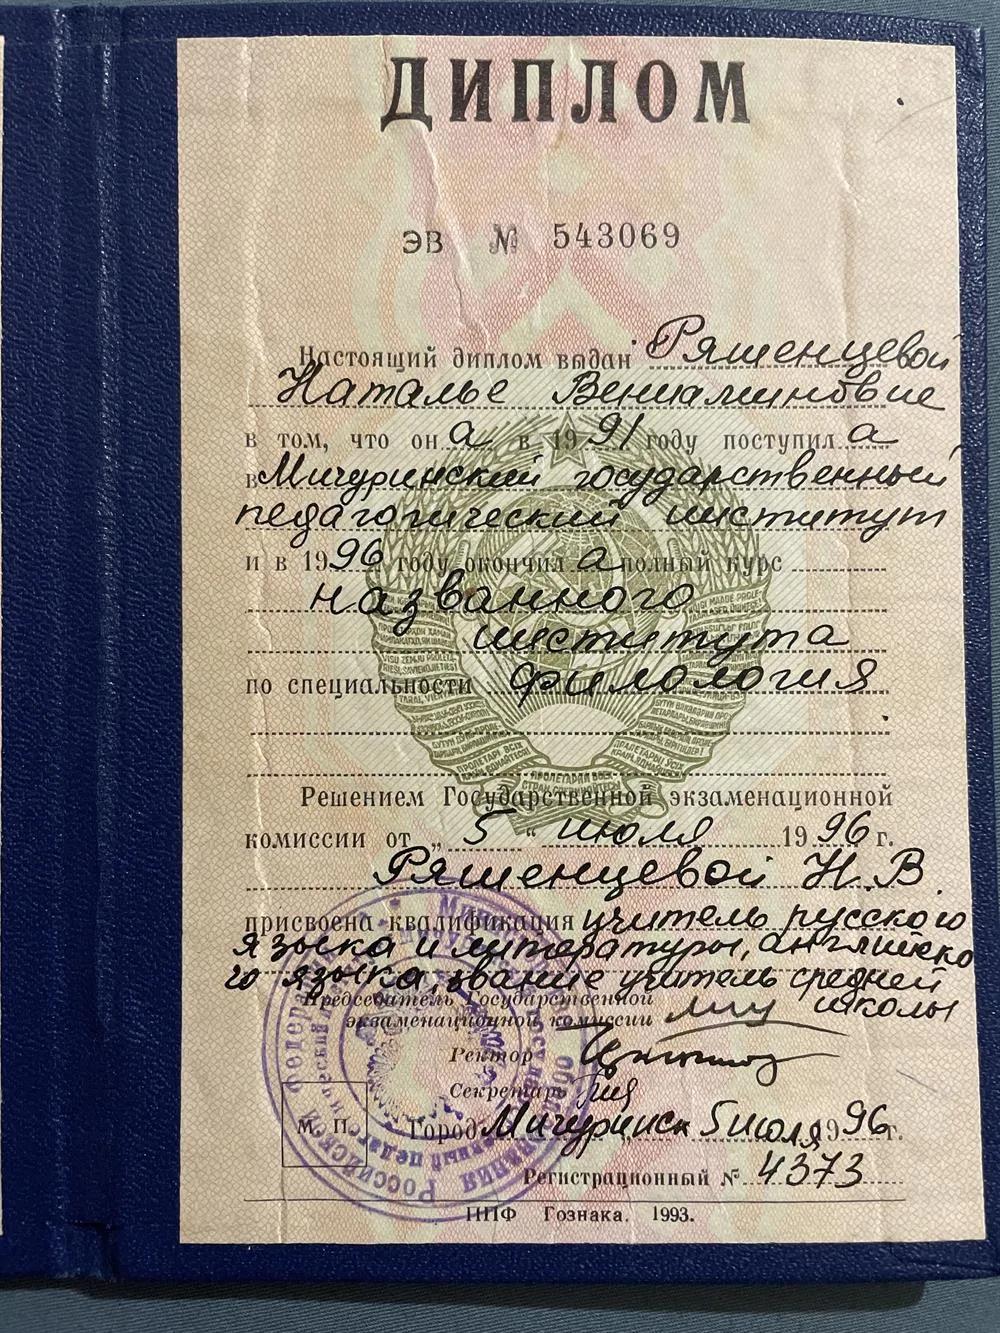 ДИПЛОМ
ЭВ № 543069
Настоящий диплом выдан Ряшенцевой
Наталье Вениаминовне
в том, что она в 1991 году поступила
в Мичуринский государственный
педагогический институт
и в 1996 году окончила полный курс
названного
института
по специальности филология
Решением Государственной экзаменационной
комиссии от „5“ июля 1996 г.
Ряшенцевой Н.В.
присвоена квалификация учитель русского
языка и литературы, английско
го языка, звание учитель средней
школы
Председатель Государственной
экзаменационной комиссии
Ректор
Секретарь
М. П.
Город Мичуринск 5 июля 1996 г.
Регистрационный № 4373
ППФ Гознака. 1993.